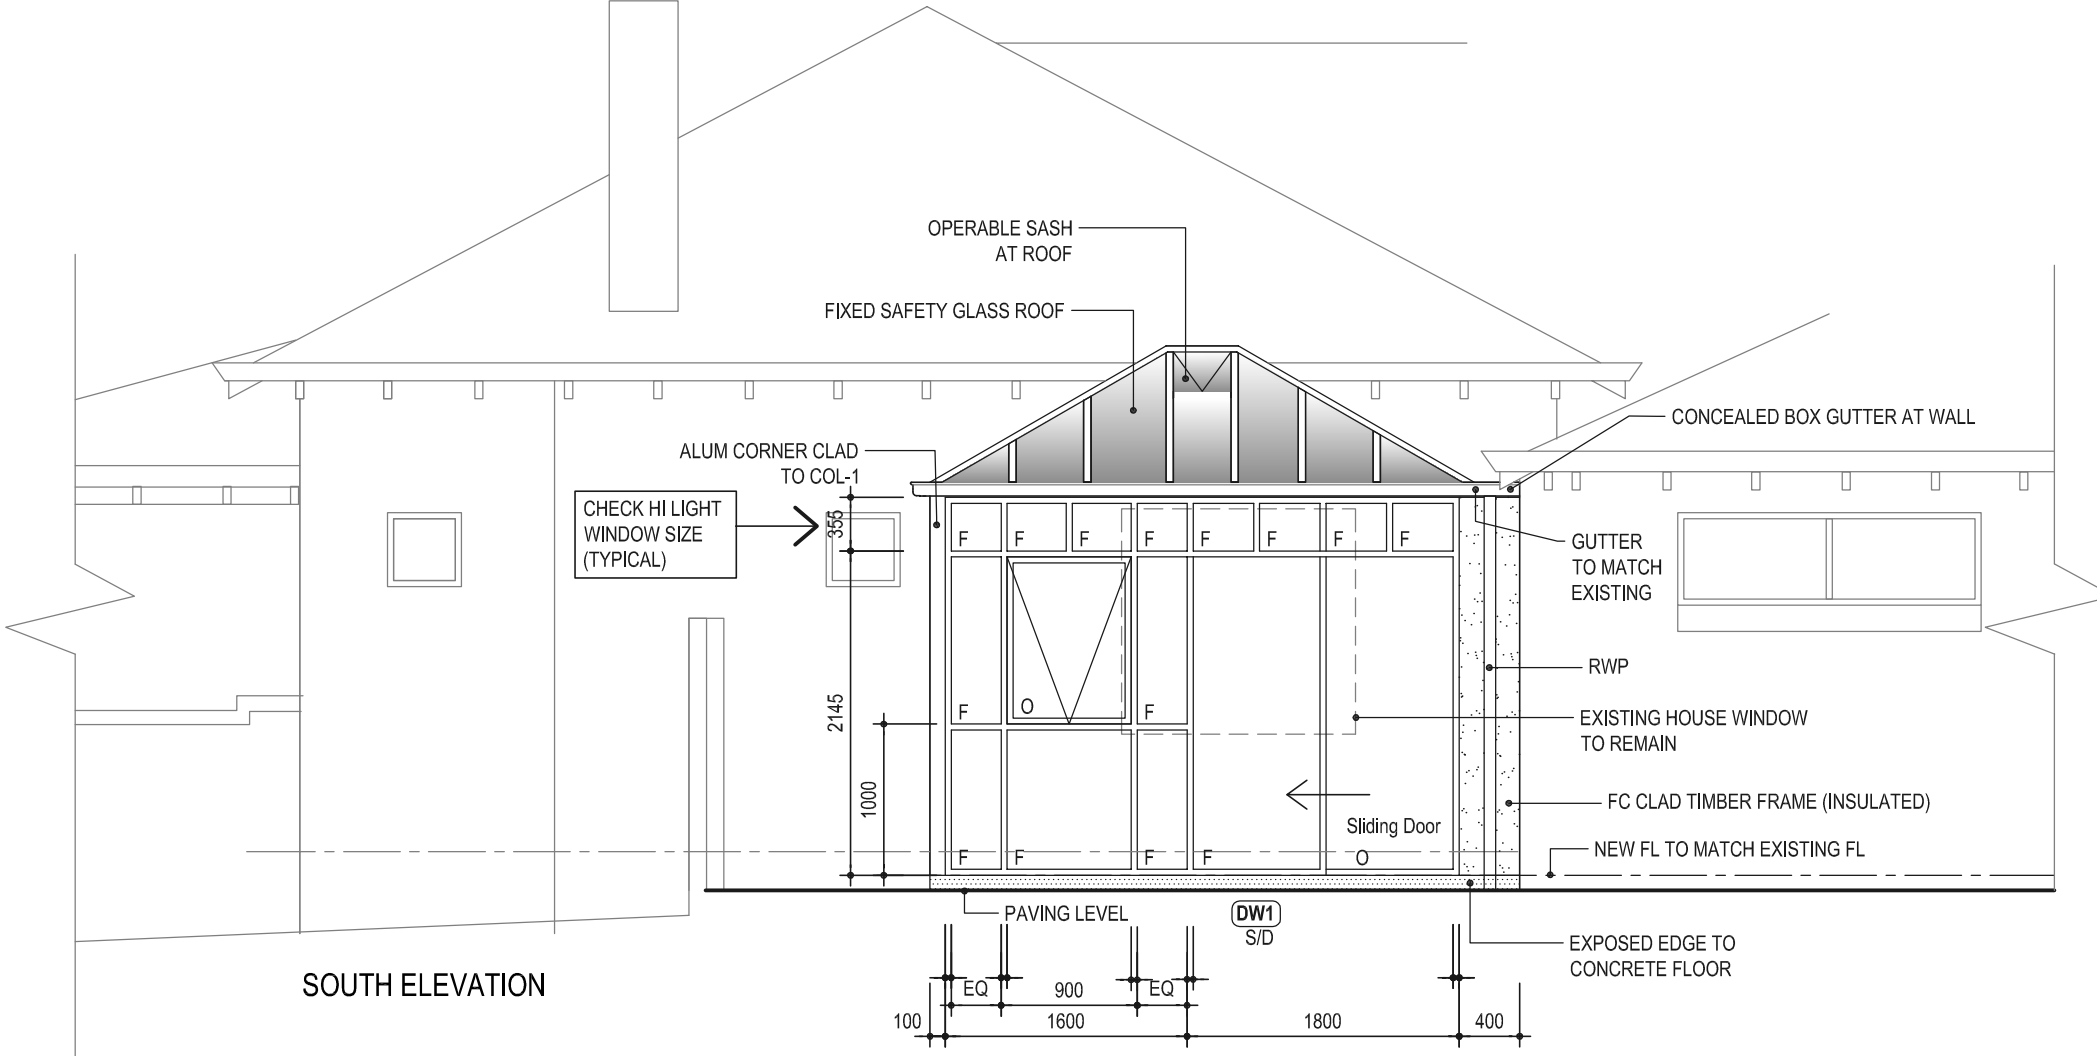 OPERABLE SASH
AT ROOF
FIXED SAFETY GLASS ROOF
CONCEALED BOX GUTTER AT WALL
ALUM CORNER CLAD
TO COL-1
CHECK HI LIGHT
WINDOW SIZE
(TYPICAL)
355
F F F F F F F F
GUTTER
TO MATCH
EXISTING
RWP
2145
F O F
EXISTING HOUSE WINDOW
TO REMAIN
1000
FC CLAD TIMBER FRAME (INSULATED)
Sliding Door
NEW FL TO MATCH EXISTING FL
F F F F O
PAVING LEVEL
DW1
S/D
EXPOSED EDGE TO
CONCRETE FLOOR
SOUTH ELEVATION
EQ 900 EQ
100 1600 1800 400